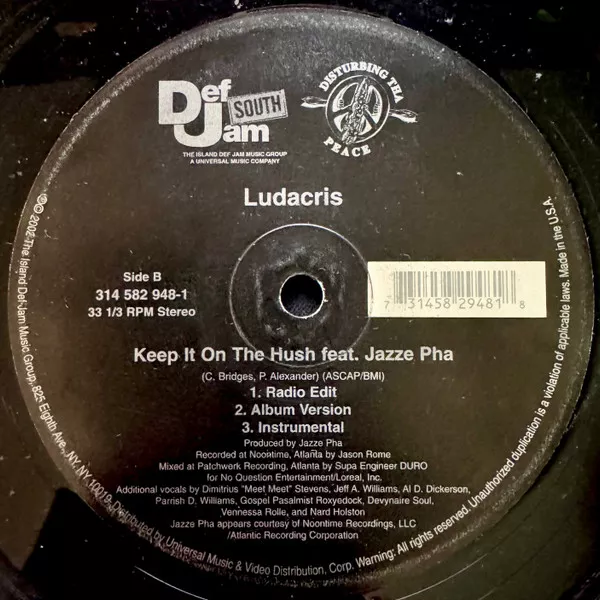 Def Jam SOUTH
THE ISLAND DEF JAM MUSIC GROUP
A UNIVERSAL MUSIC COMPANY
DISTURBING THA PEACE
Ludacris
Side B
314 582 948-1
33 1/3 RPM Stereo
7 31458 29481 8
Keep It On The Hush feat. Jazze Pha
(C. Bridges, P. Alexander) (ASCAP/BMI)
1. Radio Edit
2. Album Version
3. Instrumental
Produced by Jazze Pha
Recorded at Noontime, Atlanta by Jason Rome
Mixed at Patchwork Recording, Atlanta by Supa Engineer DURO
for No Question Entertainment/Loreal, Inc.
Additional vocals by Dimitrius "Meet Meet" Stevens, Jeff A. Williams, Al D. Dickerson,
Parrish D. Williams, Gospel Pasalmist Roxyedock, Devynaire Soul,
Vennessa Rolle, and Nard Holston
Jazze Pha appears courtesy of Noontime Recordings, LLC
/Atlantic Recording Corporation
℗© 2002 The Island Def Jam Music Group, 825 Eighth Ave., NY, NY 10019. Distributed by Universal Music & Video Distribution, Corp. Warning: All rights reserved. Unauthorized duplication is a violation of applicable laws. Made in the U.S.A.